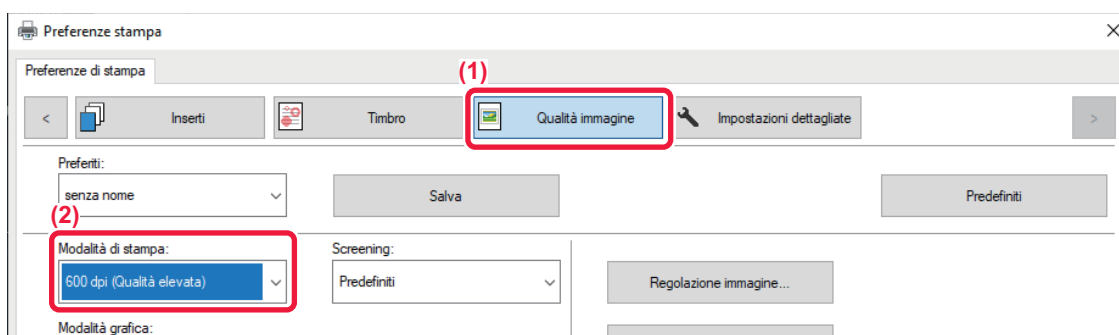 Preferenze stampa
Preferenze di stampa
(1)
< Inserti Timbro Qualità immagine Impostazioni dettagliate >
Preferiti:
senza nome Salva Predefiniti
(2)
Modalità di stampa: Screening:
600 dpi (Qualità elevata) Predefiniti Regolazione immagine...
Modalità grafica: